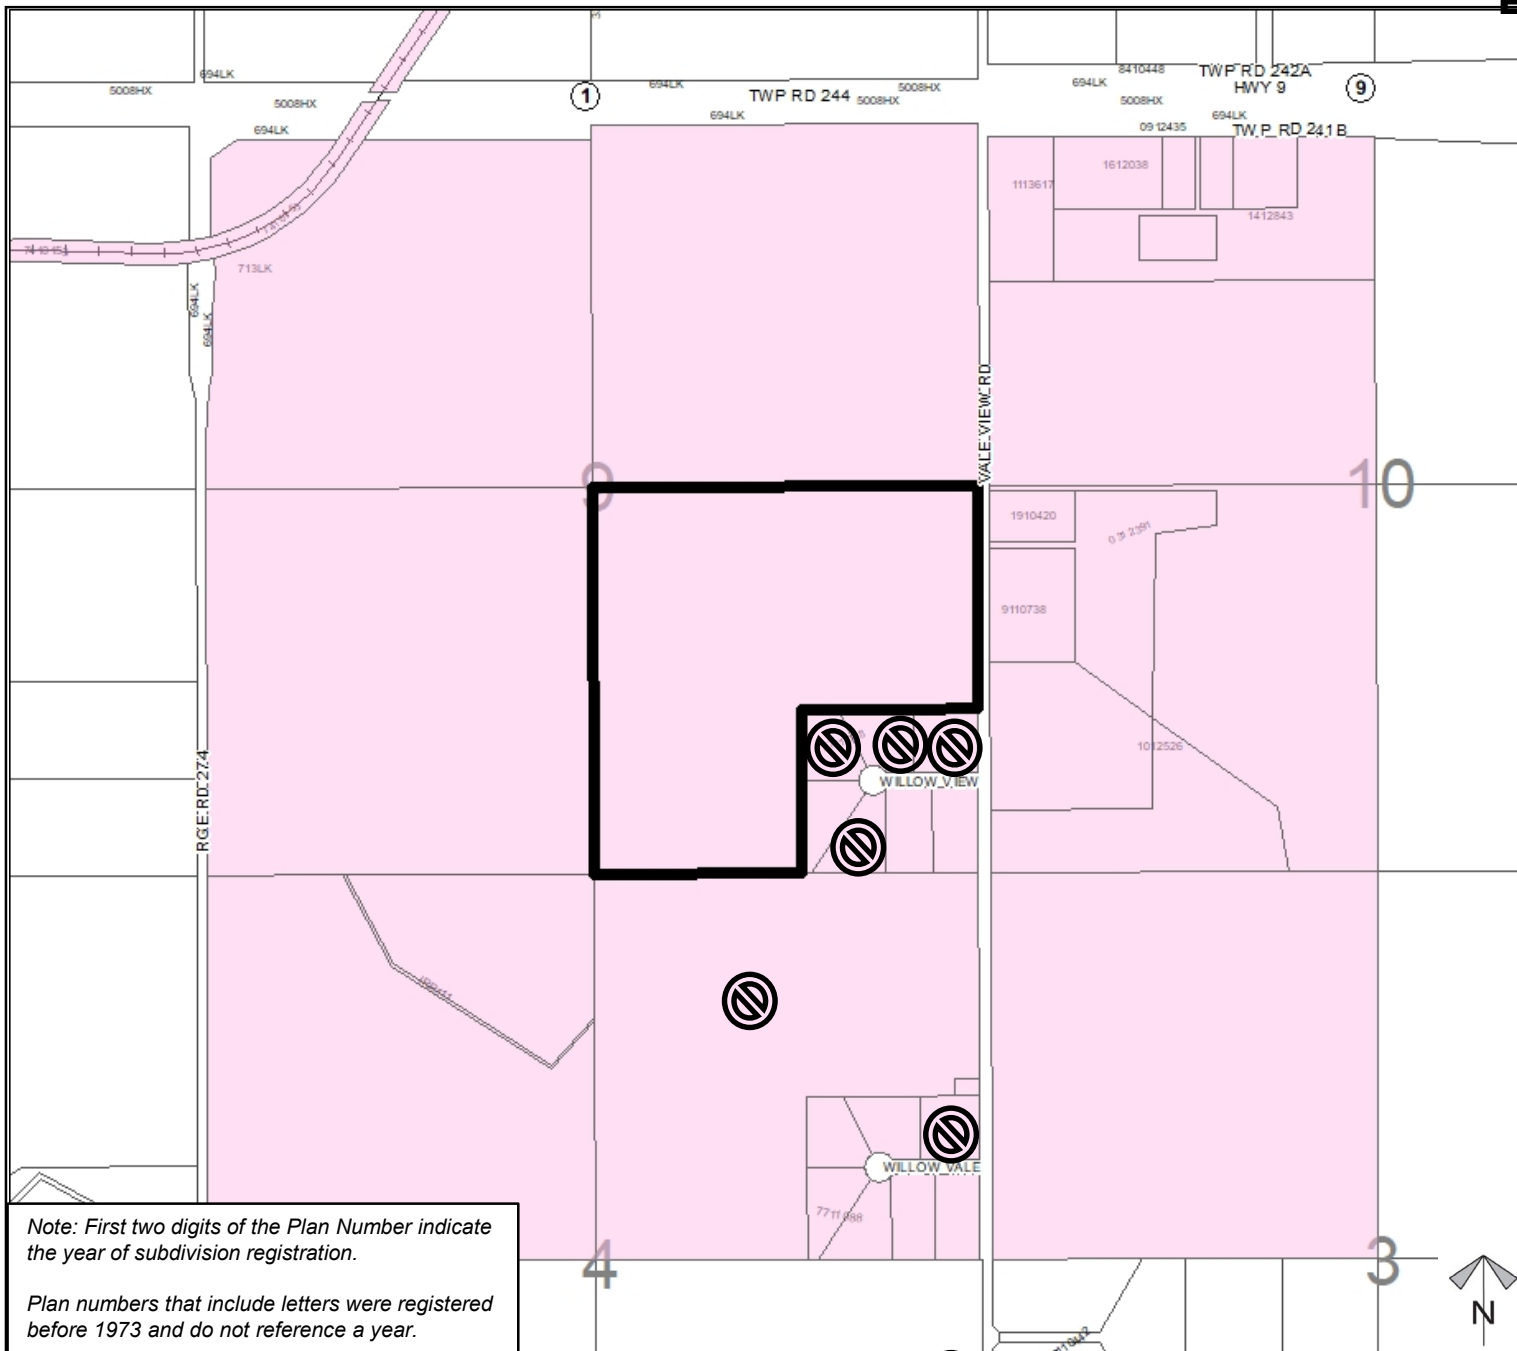 694LK
5008HX
5008HX
694LK
1
694LK
TWP RD 244
5008HX
5008HX
694LK
8410448
TWP RD 242A
HWY 9
9
694LK
5008HX
694LK
0912435
TWP RD 241B
1612038
1113617
1412843
713LK
694LK
694LK
VALE VIEW RD
9
10
1910420
9110738
1012526
RGE RD 274
WILLOW VIEW
WILLOW VALE
7711088
4
3
N
Note: First two digits of the Plan Number indicate
the year of subdivision registration.
Plan numbers that include letters were registered
before 1973 and do not reference a year.